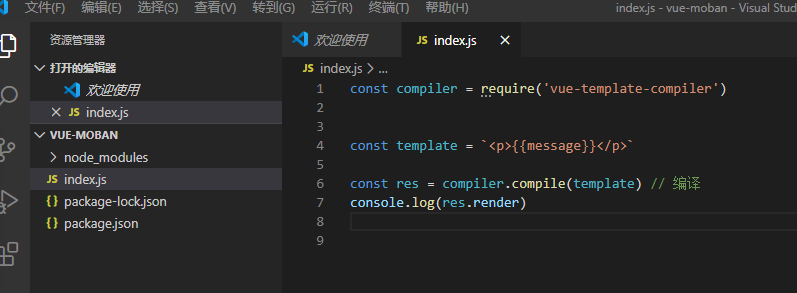 文件(F) 编辑(E) 选择(S) 查看(V) 转到(G) 运行(R) 终端(T) 帮助(H) index.js - vue-moban - Visual Stud
资源管理器
打开的编辑器
欢迎使用
JS index.js
VUE-MOBAN
node_modules
JS index.js
{} package-lock.json
{} package.json
欢迎使用 JS index.js
JS index.js > ...
1 const compiler = require('vue-template-compiler')
2
3
4 const template = `<p>{{message}}</p>`
5
6 const res = compiler.compile(template) // 编译
7 console.log(res.render)
8
9